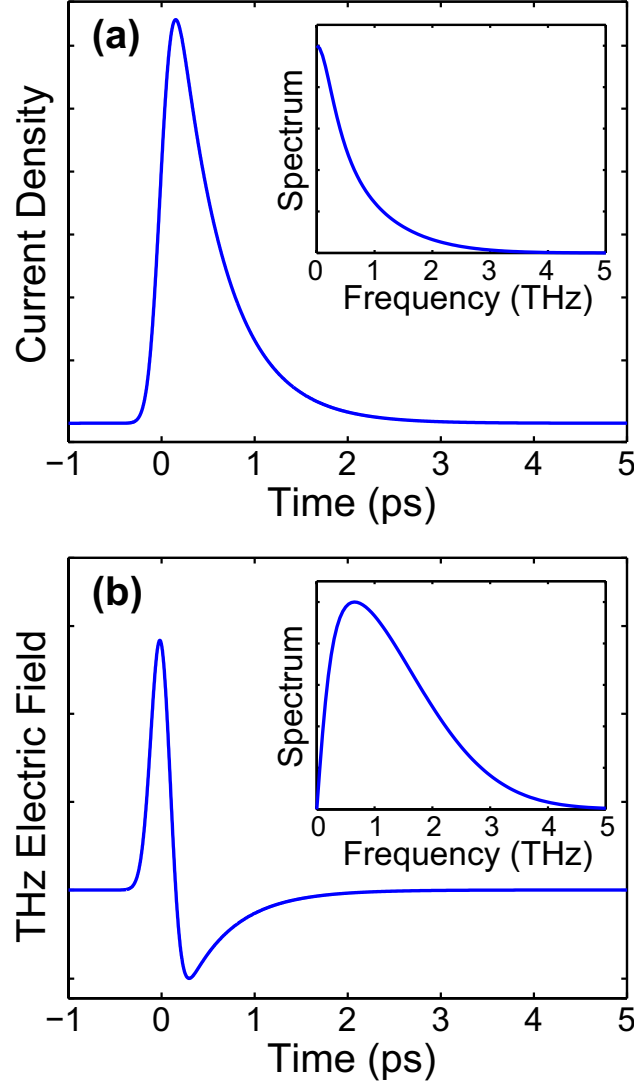 (a)
Current Density
Spectrum
0 1 2 3 4 5
Frequency (THz)
−1 0 1 2 3 4 5
Time (ps)
(b)
THz Electric Field
Spectrum
0 1 2 3 4 5
Frequency (THz)
−1 0 1 2 3 4 5
Time (ps)